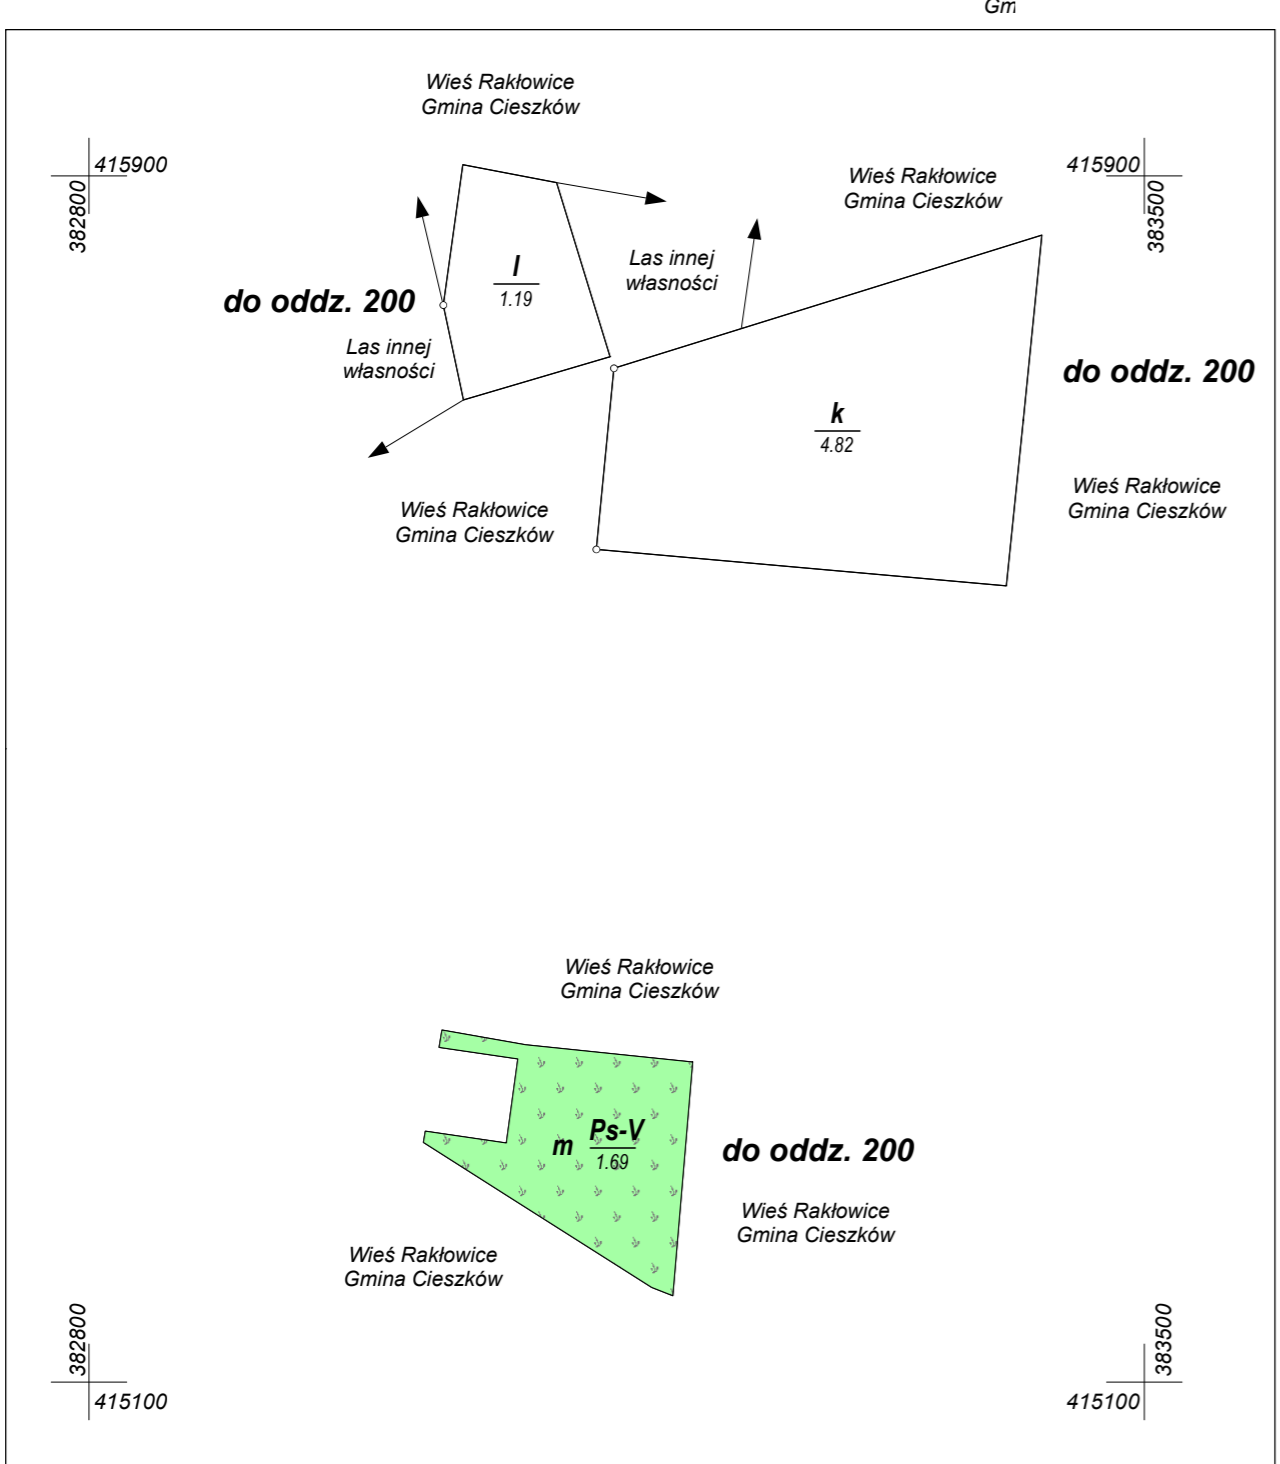 Gm
Wieś Rakłowice
Gmina Cieszków
415900
382800
415900
383500
Wieś Rakłowice
Gmina Cieszków
l
1.19
Las innej
własności
do oddz. 200
Las innej
własności
do oddz. 200
k
4.82
Wieś Rakłowice
Gmina Cieszków
Wieś Rakłowice
Gmina Cieszków
Wieś Rakłowice
Gmina Cieszków
m Ps-V
1.69
do oddz. 200
Wieś Rakłowice
Gmina Cieszków
Wieś Rakłowice
Gmina Cieszków
382800
415100
383500
415100